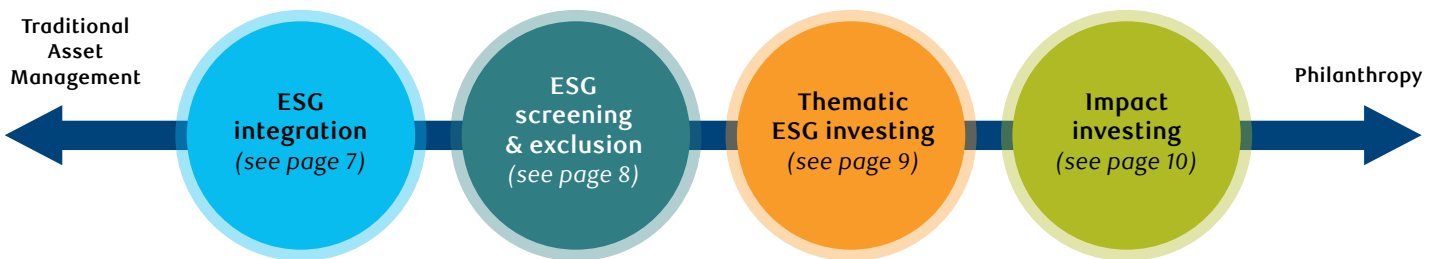 Traditional
Asset
Management
ESG
integration
(see page 7)
ESG
screening
& exclusion
(see page 8)
Thematic
ESG investing
(see page 9)
Impact
investing
(see page 10)
Philanthropy